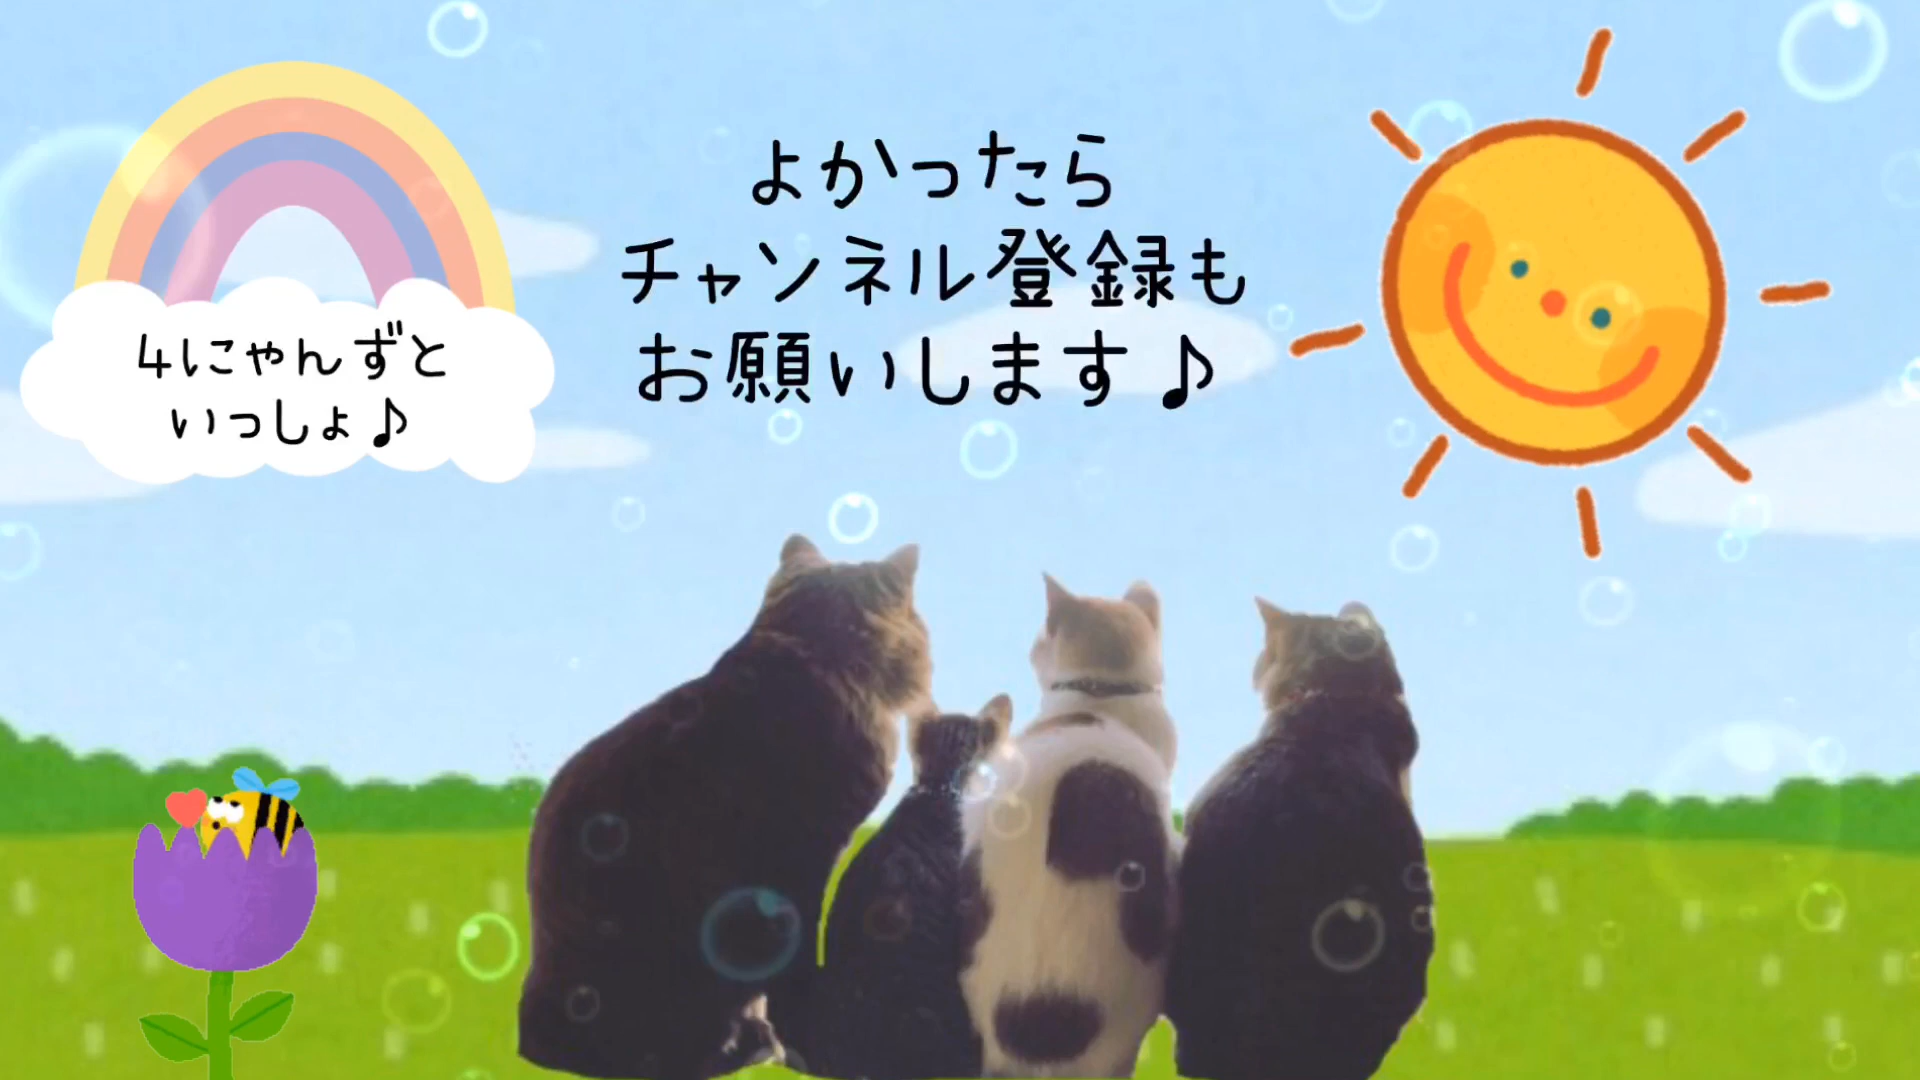 4にゃんずと
いっしょ♪
よかったら
チャンネル登録も
お願いします♪